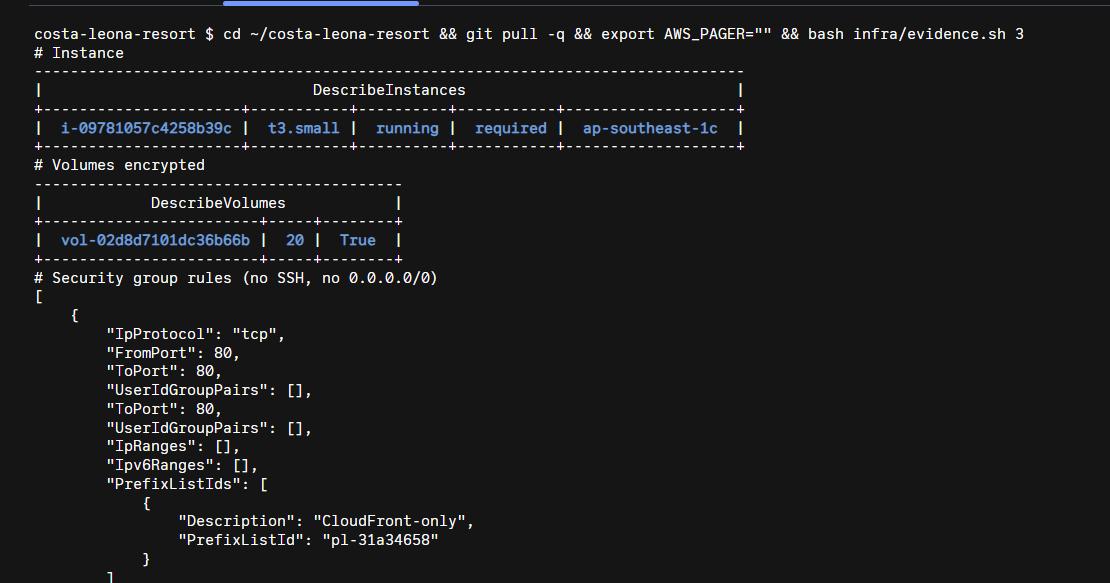 costa-leona-resort $ cd ~/costa-leona-resort && git pull -q && export AWS_PAGER="" && bash infra/evidence.sh 3
# Instance
-------------------------------------------------------------------------------
|                              DescribeInstances                              |
+----------------------+-----------+----------+-----------+-------------------+
|  i-09781057c4258b39c |  t3.small |  running |  required |  ap-southeast-1c  |
+----------------------+-----------+----------+-----------+-------------------+
# Volumes encrypted
-----------------------------------------
|            DescribeVolumes            |
+------------------------+-----+--------+
|  vol-02d8d7101dc36b66b |  20 |  True  |
+------------------------+-----+--------+
# Security group rules (no SSH, no 0.0.0.0/0)
[
    {
        "IpProtocol": "tcp",
        "FromPort": 80,
        "ToPort": 80,
        "UserIdGroupPairs": [],
        "ToPort": 80,
        "UserIdGroupPairs": [],
        "IpRanges": [],
        "Ipv6Ranges": [],
        "PrefixListIds": [
            {
                "Description": "CloudFront-only",
                "PrefixListId": "pl-31a34658"
            }
        ]